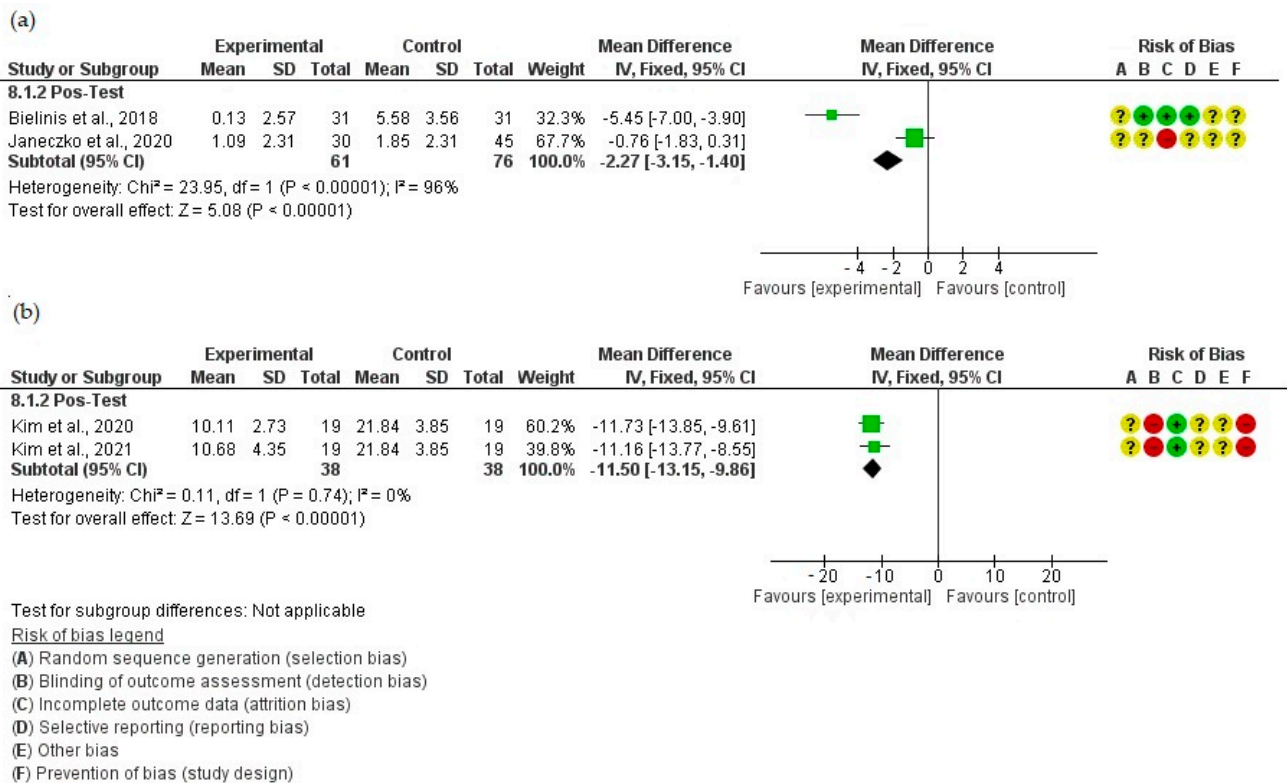 (a)
Experimental Control Mean Difference Mean Difference Risk of Bias
Study or Subgroup Mean SD Total Mean SD Total Weight IV, Fixed, 95% CI IV, Fixed, 95% CI A B C D E F
8.1.2 Pos-Test
Bielinis et al., 2018 0.13 2.57 31 5.58 3.56 31 32.3% -5.45 [-7.00, -3.90] ? + + + ? ?
Janeczko et al., 2020 1.09 2.31 30 1.85 2.31 45 67.7% -0.76 [-1.83, 0.31] ? ? - ? ? ?
Subtotal (95% CI) 61 76 100.0% -2.27 [-3.15, -1.40]
Heterogeneity: Chi² = 23.95, df = 1 (P < 0.00001); I² = 96%
Test for overall effect: Z = 5.08 (P < 0.00001)
-4 -2 0 2 4
Favours [experimental] Favours [control]
(b)
Experimental Control Mean Difference Mean Difference Risk of Bias
Study or Subgroup Mean SD Total Mean SD Total Weight IV, Fixed, 95% CI IV, Fixed, 95% CI A B C D E F
8.1.2 Pos-Test
Kim et al., 2020 10.11 2.73 19 21.84 3.85 19 60.2% -11.73 [-13.85, -9.61] ? - + ? ? -
Kim et al., 2021 10.68 4.35 19 21.84 3.85 19 39.8% -11.16 [-13.77, -8.55] ? - + ? ? -
Subtotal (95% CI) 38 38 100.0% -11.50 [-13.15, -9.86]
Heterogeneity: Chi² = 0.11, df = 1 (P = 0.74); I² = 0%
Test for overall effect: Z = 13.69 (P < 0.00001)
-20 -10 0 10 20
Favours [experimental] Favours [control]
Test for subgroup differences: Not applicable
Risk of bias legend
(A) Random sequence generation (selection bias)
(B) Blinding of outcome assessment (detection bias)
(C) Incomplete outcome data (attrition bias)
(D) Selective reporting (reporting bias)
(E) Other bias
(F) Prevention of bias (study design)